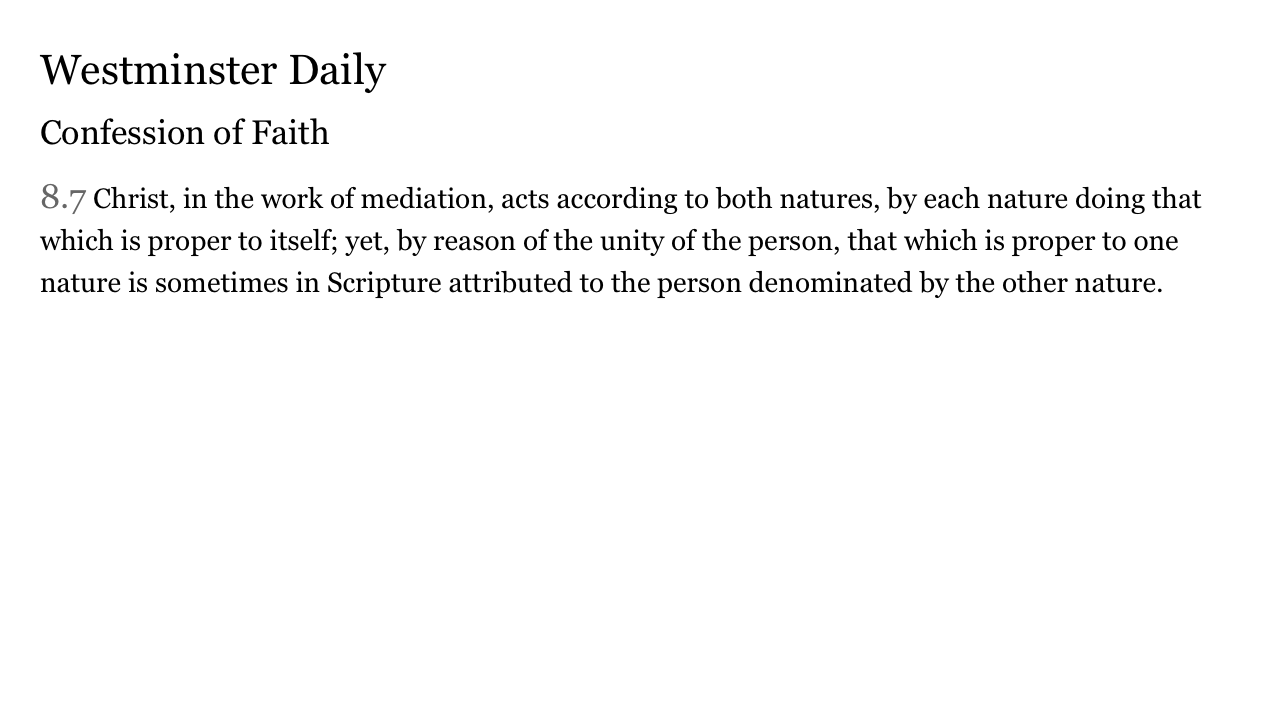 Westminster Daily
Confession of Faith
8.7 Christ, in the work of mediation, acts according to both natures, by each nature doing that
which is proper to itself; yet, by reason of the unity of the person, that which is proper to one
nature is sometimes in Scripture attributed to the person denominated by the other nature.